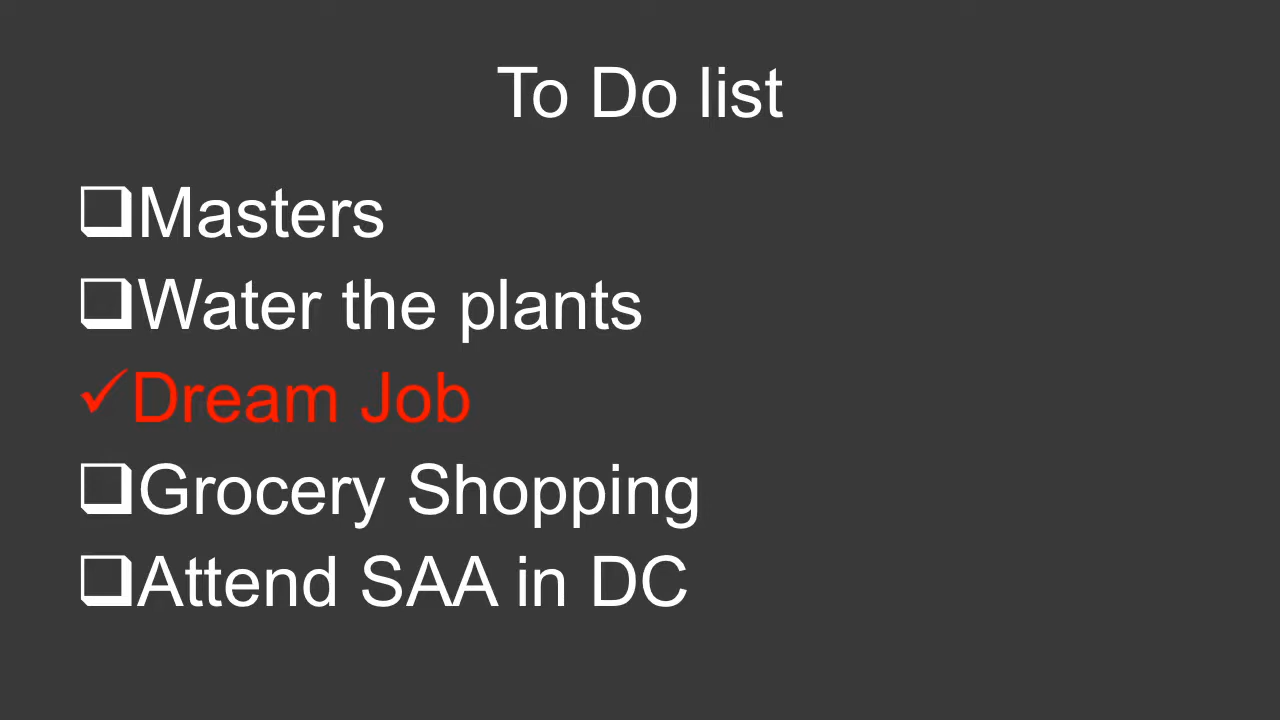 To Do list
❑Masters
❑Water the plants
✓Dream Job
❑Grocery Shopping
❑Attend SAA in DC